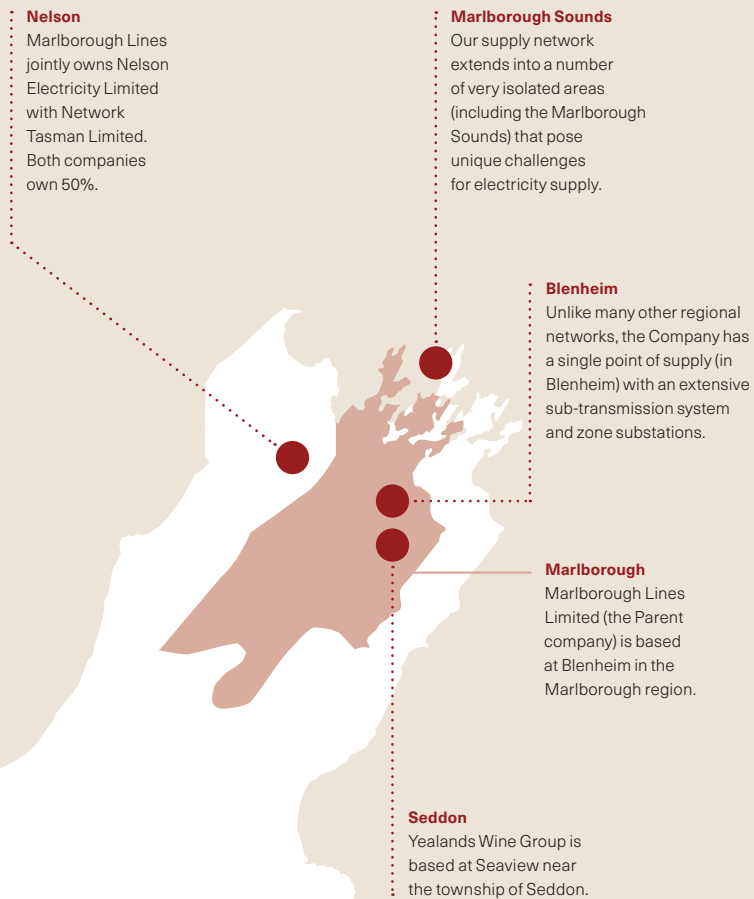 Nelson
Marlborough Lines
jointly owns Nelson
Electricity Limited
with Network
Tasman Limited.
Both companies
own 50%.
Marlborough Sounds
Our supply network
extends into a number
of very isolated areas
(including the Marlborough
Sounds) that pose
unique challenges
for electricity supply.
Blenheim
Unlike many other regional
networks, the Company has
a single point of supply (in
Blenheim) with an extensive
sub-transmission system
and zone substations.
Marlborough
Marlborough Lines
Limited (the Parent
company) is based
at Blenheim in the
Marlborough region.
Seddon
Yealands Wine Group is
based at Seaview near
the township of Seddon.